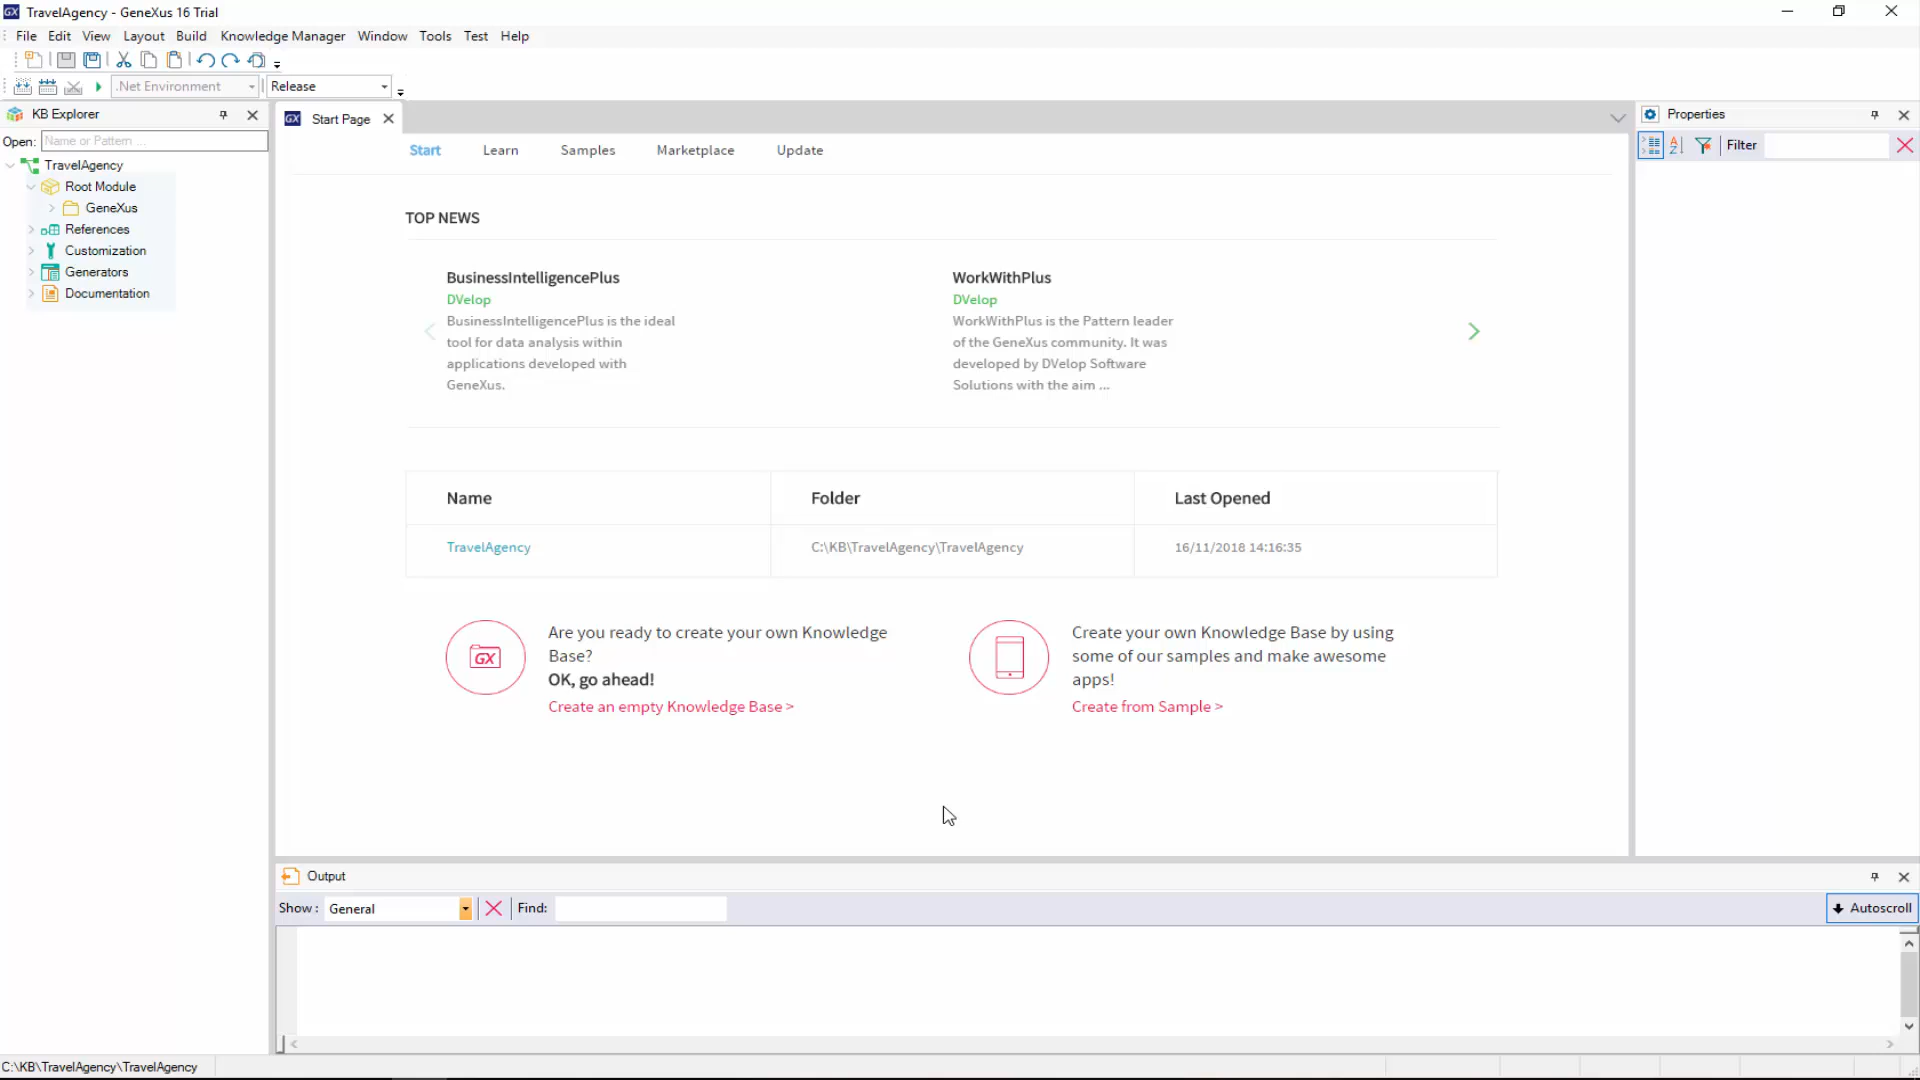 TravelAgency - GeneXus 16 Trial
File Edit View Layout Build Knowledge Manager Window Tools Test Help
.Net Environment Release
KB Explorer
Open: Name or Pattern ...
TravelAgency
Root Module
GeneXus
References
Customization
Generators
Documentation
Start Page
Start Learn Samples Marketplace Update
TOP NEWS
BusinessIntelligencePlus
DVelop
BusinessIntelligencePlus is the ideal
tool for data analysis within
applications developed with
GeneXus.
WorkWithPlus
DVelop
WorkWithPlus is the Pattern leader
of the GeneXus community. It was
developed by DVelop Software
Solutions with the aim ...
Name Folder Last Opened
TravelAgency C:\KB\TravelAgency\TravelAgency 16/11/2018 14:16:35
GX
Are you ready to create your own Knowledge
Base?
OK, go ahead!
Create an empty Knowledge Base >
Create your own Knowledge Base by using
some of our samples and make awesome
apps!
Create from Sample >
Properties
Filter
Output
Show : General Find: Autoscroll
C:\KB\TravelAgency\TravelAgency